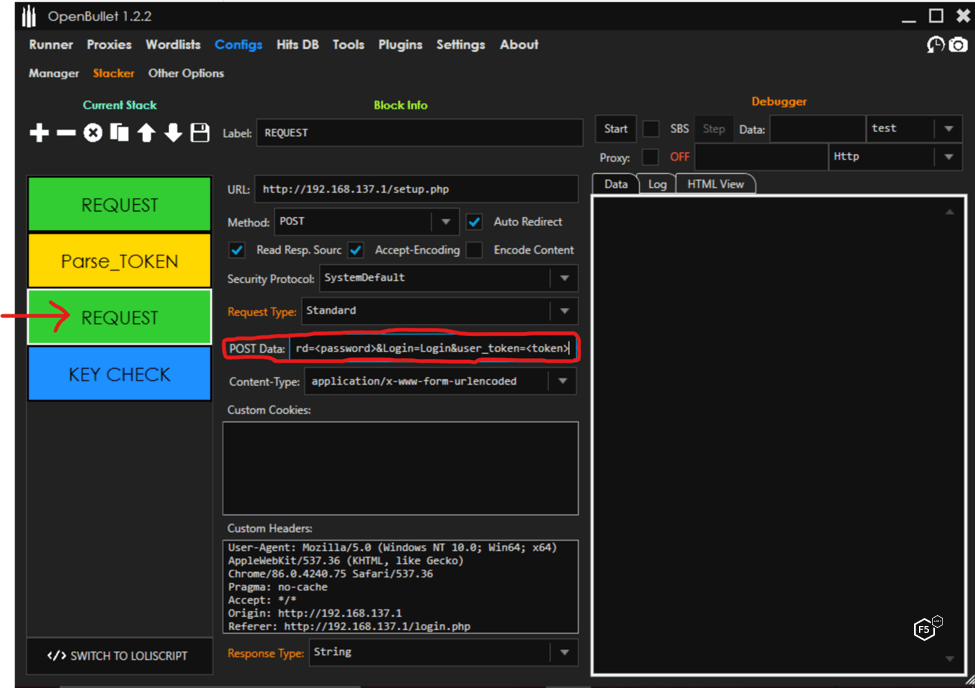 OpenBullet 1.2.2
Runner Proxies Wordlists Configs Hits DB Tools Plugins Settings About
Manager Stacker Other Options
Current Stack
Block Info
Debugger
Label: REQUEST
Start SBS Step Data: test
Proxy: OFF Http
Data Log HTML View
REQUEST
Parse_TOKEN
REQUEST
KEY CHECK
URL: http://192.168.137.1/setup.php
Method: POST Auto Redirect
Read Resp. Sourc Accept-Encoding Encode Content
Security Protocol: SystemDefault
Request Type: Standard
POST Data: rd=<password>&Login=Login&user_token=<token>
Content-Type: application/x-www-form-urlencoded
Custom Cookies:
Custom Headers:
User-Agent: Mozilla/5.0 (Windows NT 10.0; Win64; x64)
AppleWebKit/537.36 (KHTML, like Gecko)
Chrome/86.0.4240.75 Safari/537.36
Pragma: no-cache
Accept: */*
Origin: http://192.168.137.1
Referer: http://192.168.137.1/login.php
Response Type: String
</> SWITCH TO LOLISCRIPT
F5